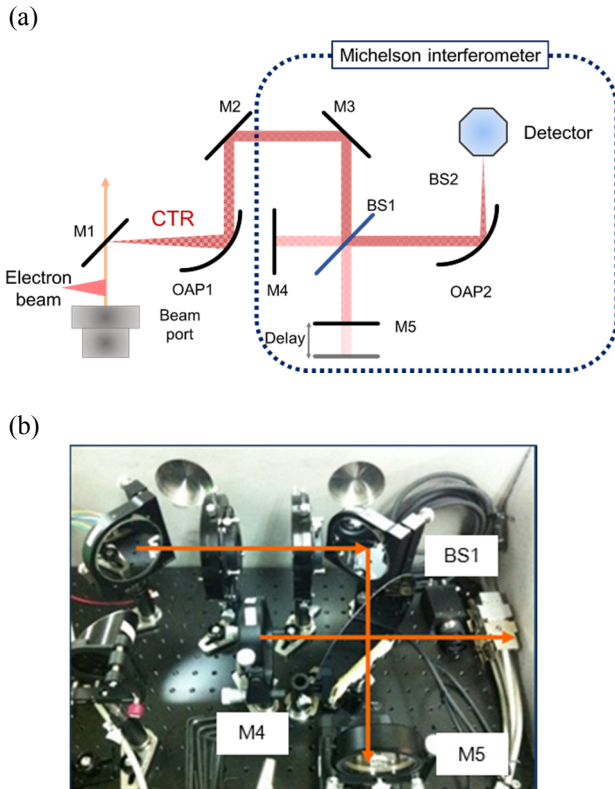 (a)
Michelson interferometer
M2
M3
Detector
BS2
BS1
M1
CTR
Electron
beam
OAP1
M4
OAP2
Beam
port
M5
Delay
(b)
BS1
M4
M5